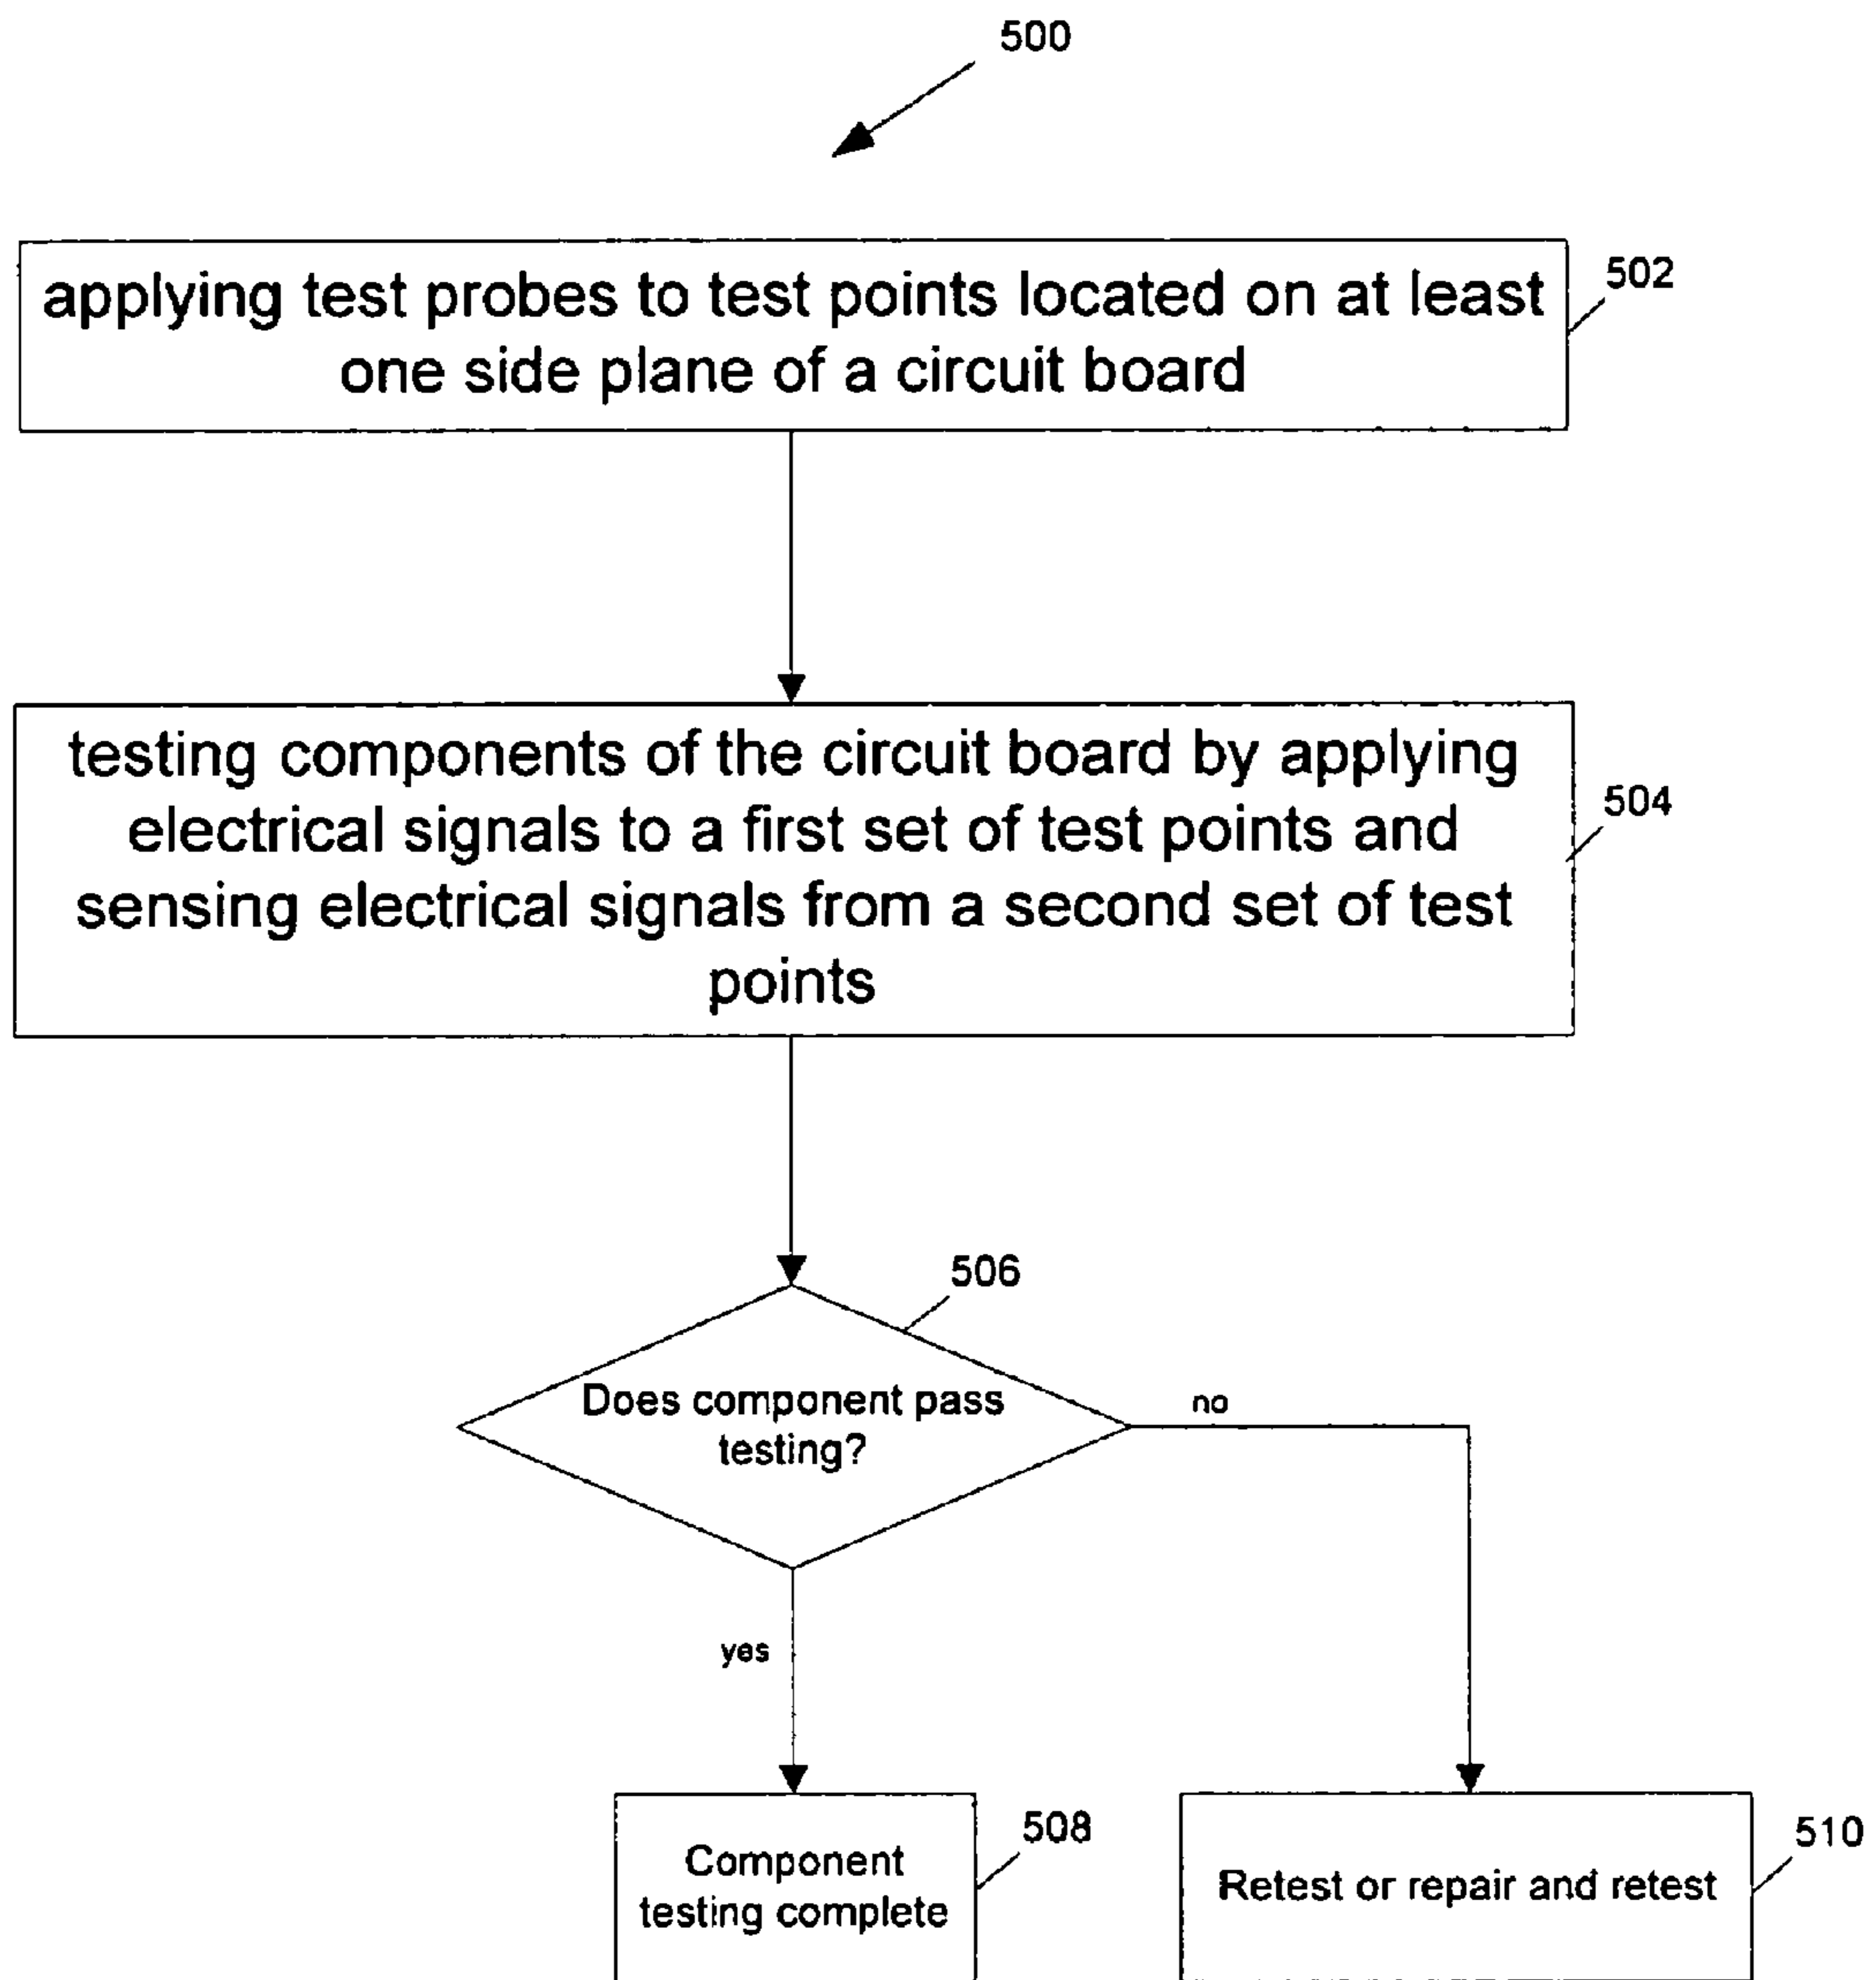 500
applying test probes to test points located on at least
one side plane of a circuit board
502
testing components of the circuit board by applying
electrical signals to a first set of test points and
sensing electrical signals from a second set of test
points
504
506
Does component pass
testing?
no
yes
Component
testing complete
508
Retest or repair and retest
510